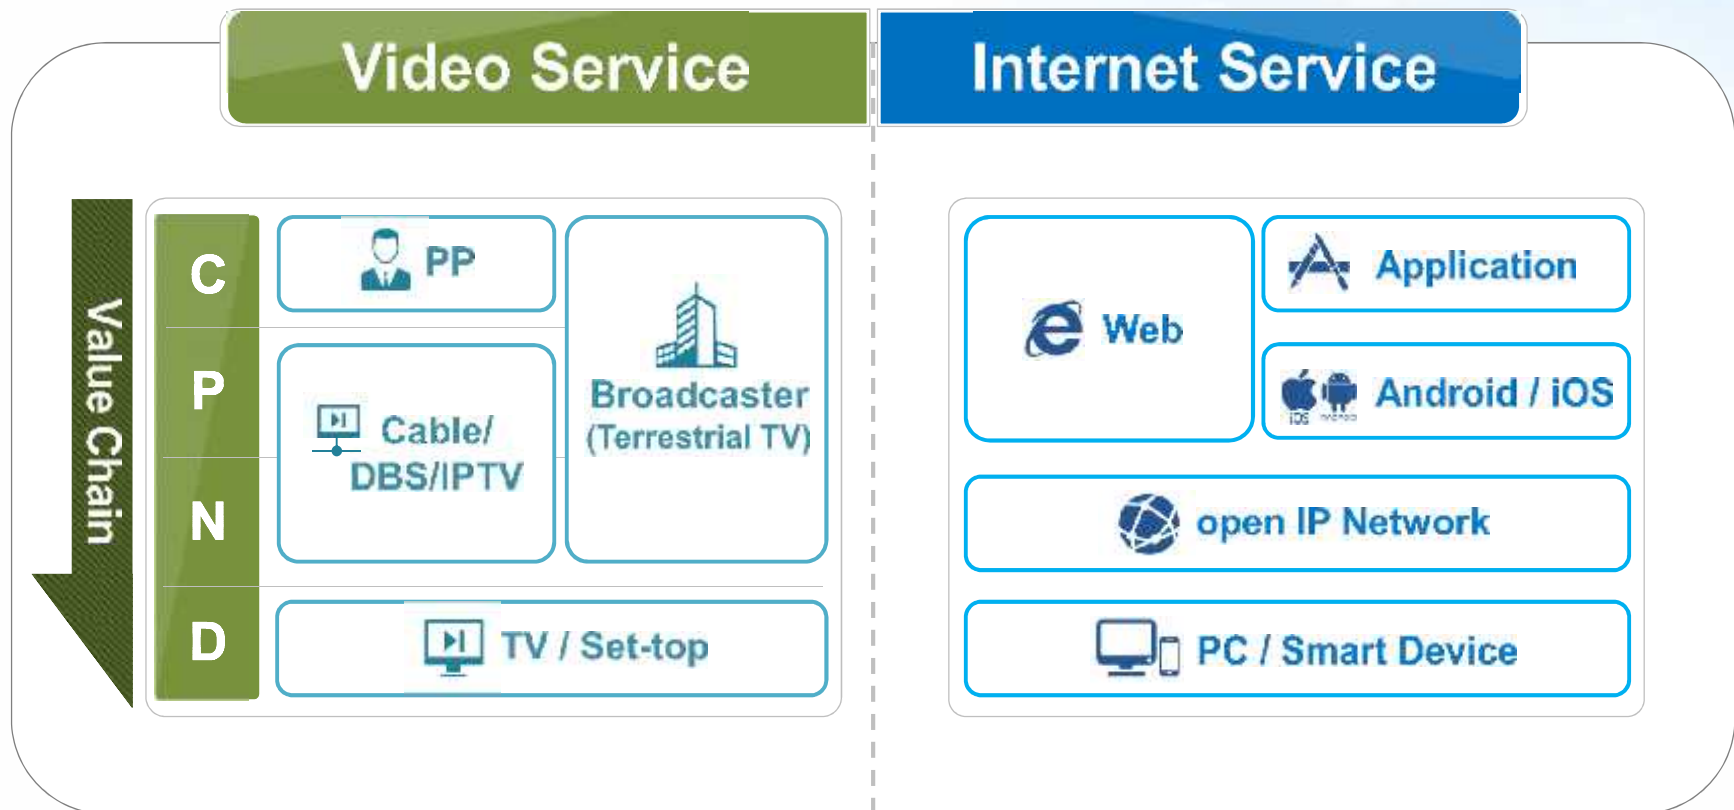 Video Service
Internet Service
Value Chain
C
P
N
D
PP
Broadcaster
(Terrestrial TV)
Cable/
DBS/IPTV
TV / Set-top
Web
Application
iOS
Android / iOS
open IP Network
PC / Smart Device